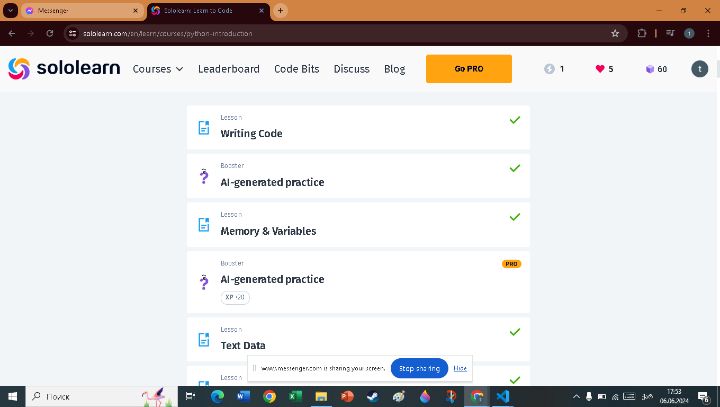 Messenger
Sololearn: Learn to Code
sololearn.com/en/learn/courses/python-introduction
sololearn Courses Leaderboard Code Bits Discuss Blog Go PRO 1 5 60 t
Lesson
Writing Code
Booster
AI-generated practice
Lesson
Memory & Variables
Booster
PRO
AI-generated practice
XP +20
Lesson
Text Data
Lesson
www.messenger.com is sharing your screen. Stop sharing Hide
Поиск
17:53
06.06.2024